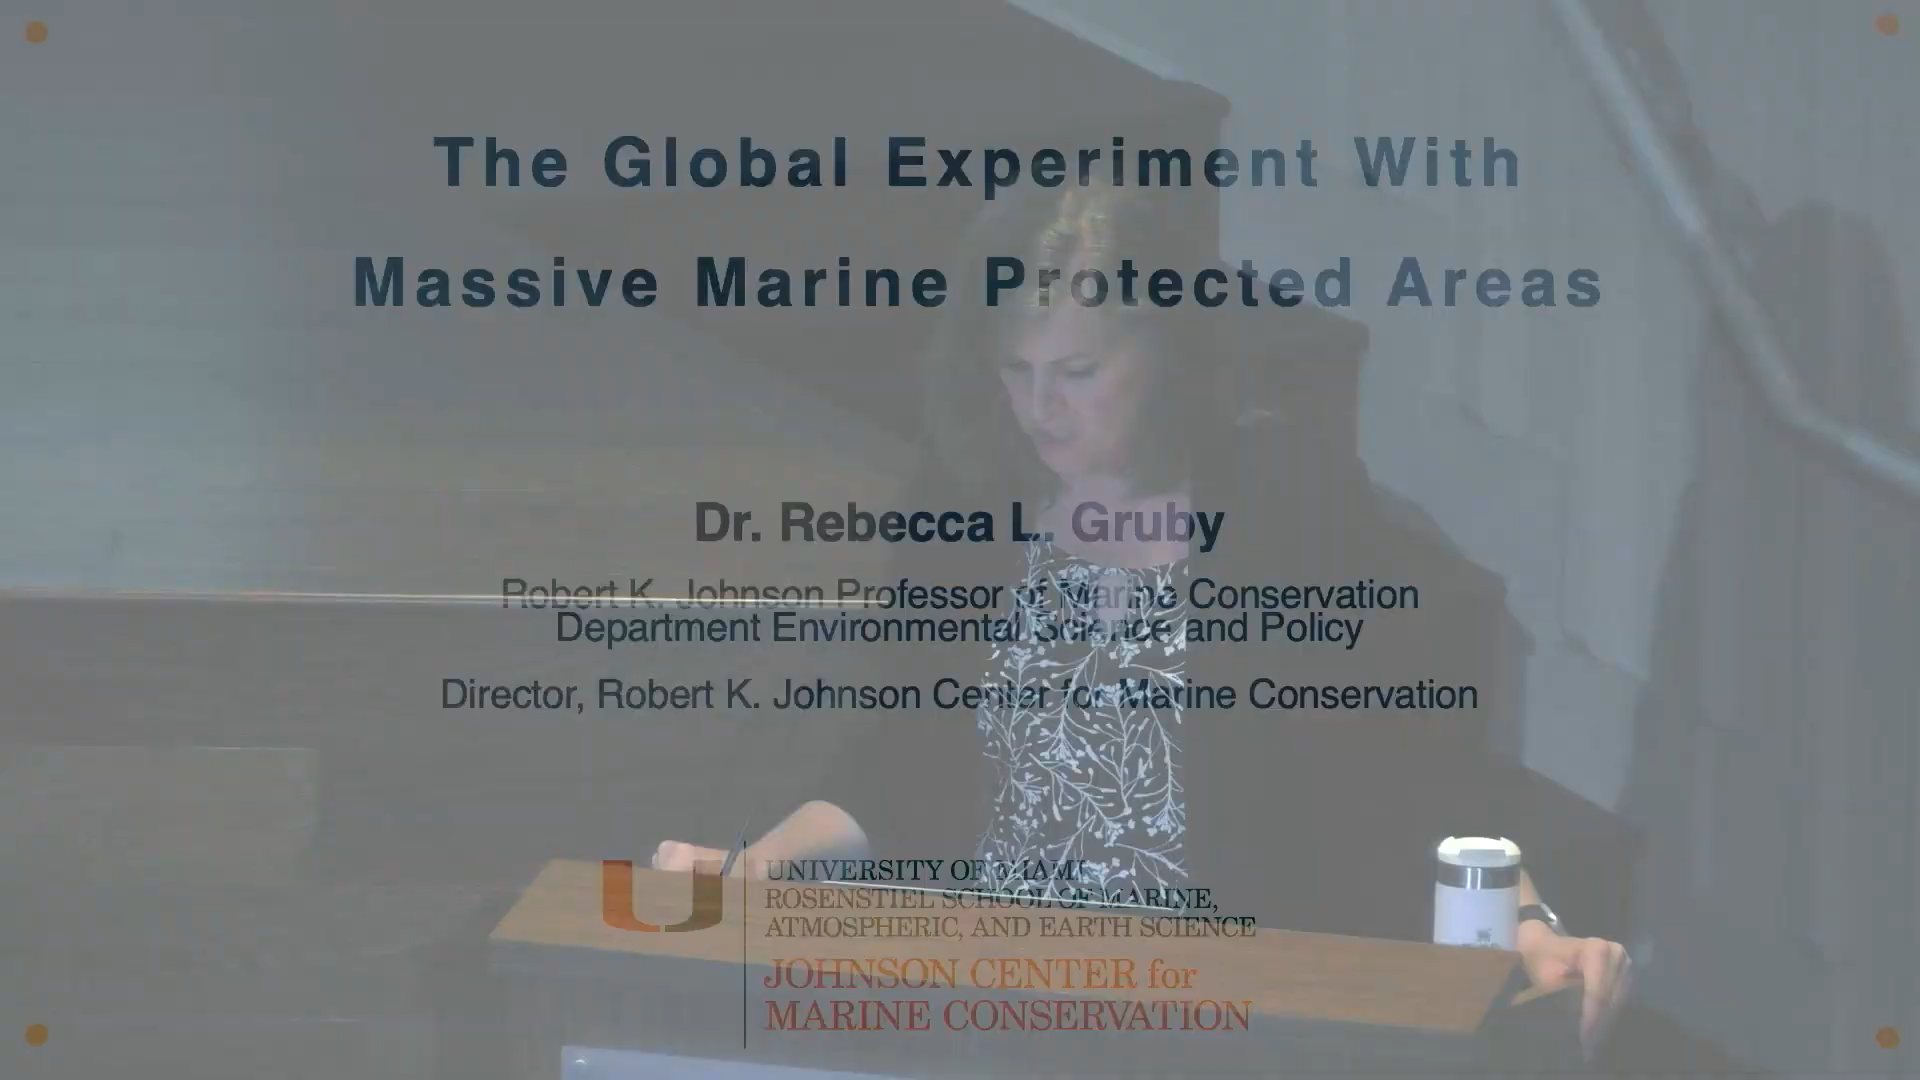 The Global Experiment With
Massive Marine Protected Areas
Dr. Rebecca L. Gruby
Robert K. Johnson Professor of Marine Conservation
Department Environmental Science and Policy
Director, Robert K. Johnson Center for Marine Conservation
UNIVERSITY OF MIAMI
ROSENSTIEL SCHOOL OF MARINE,
ATMOSPHERIC, AND EARTH SCIENCE
JOHNSON CENTER for
MARINE CONSERVATION